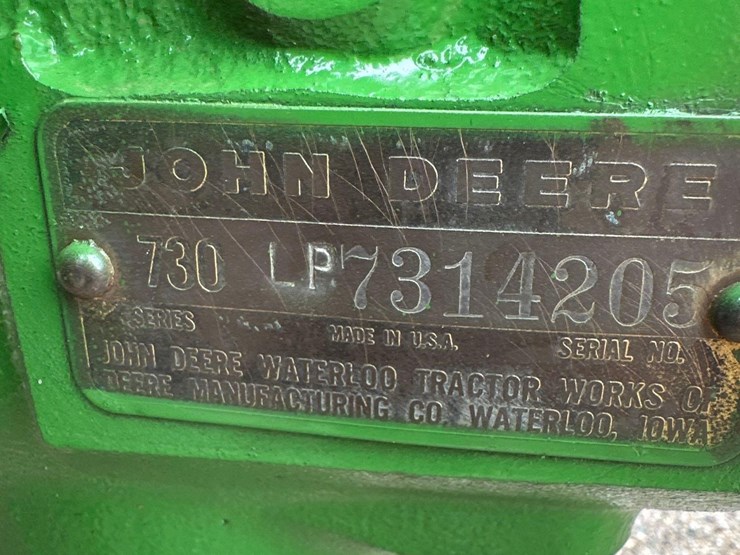 JOHN DEERE
730 LP 7314205
SERIES MADE IN U.S.A. SERIAL NO.
JOHN DEERE WATERLOO TRACTOR WORKS OF
DEERE MANUFACTURING CO. WATERLOO, IOWA